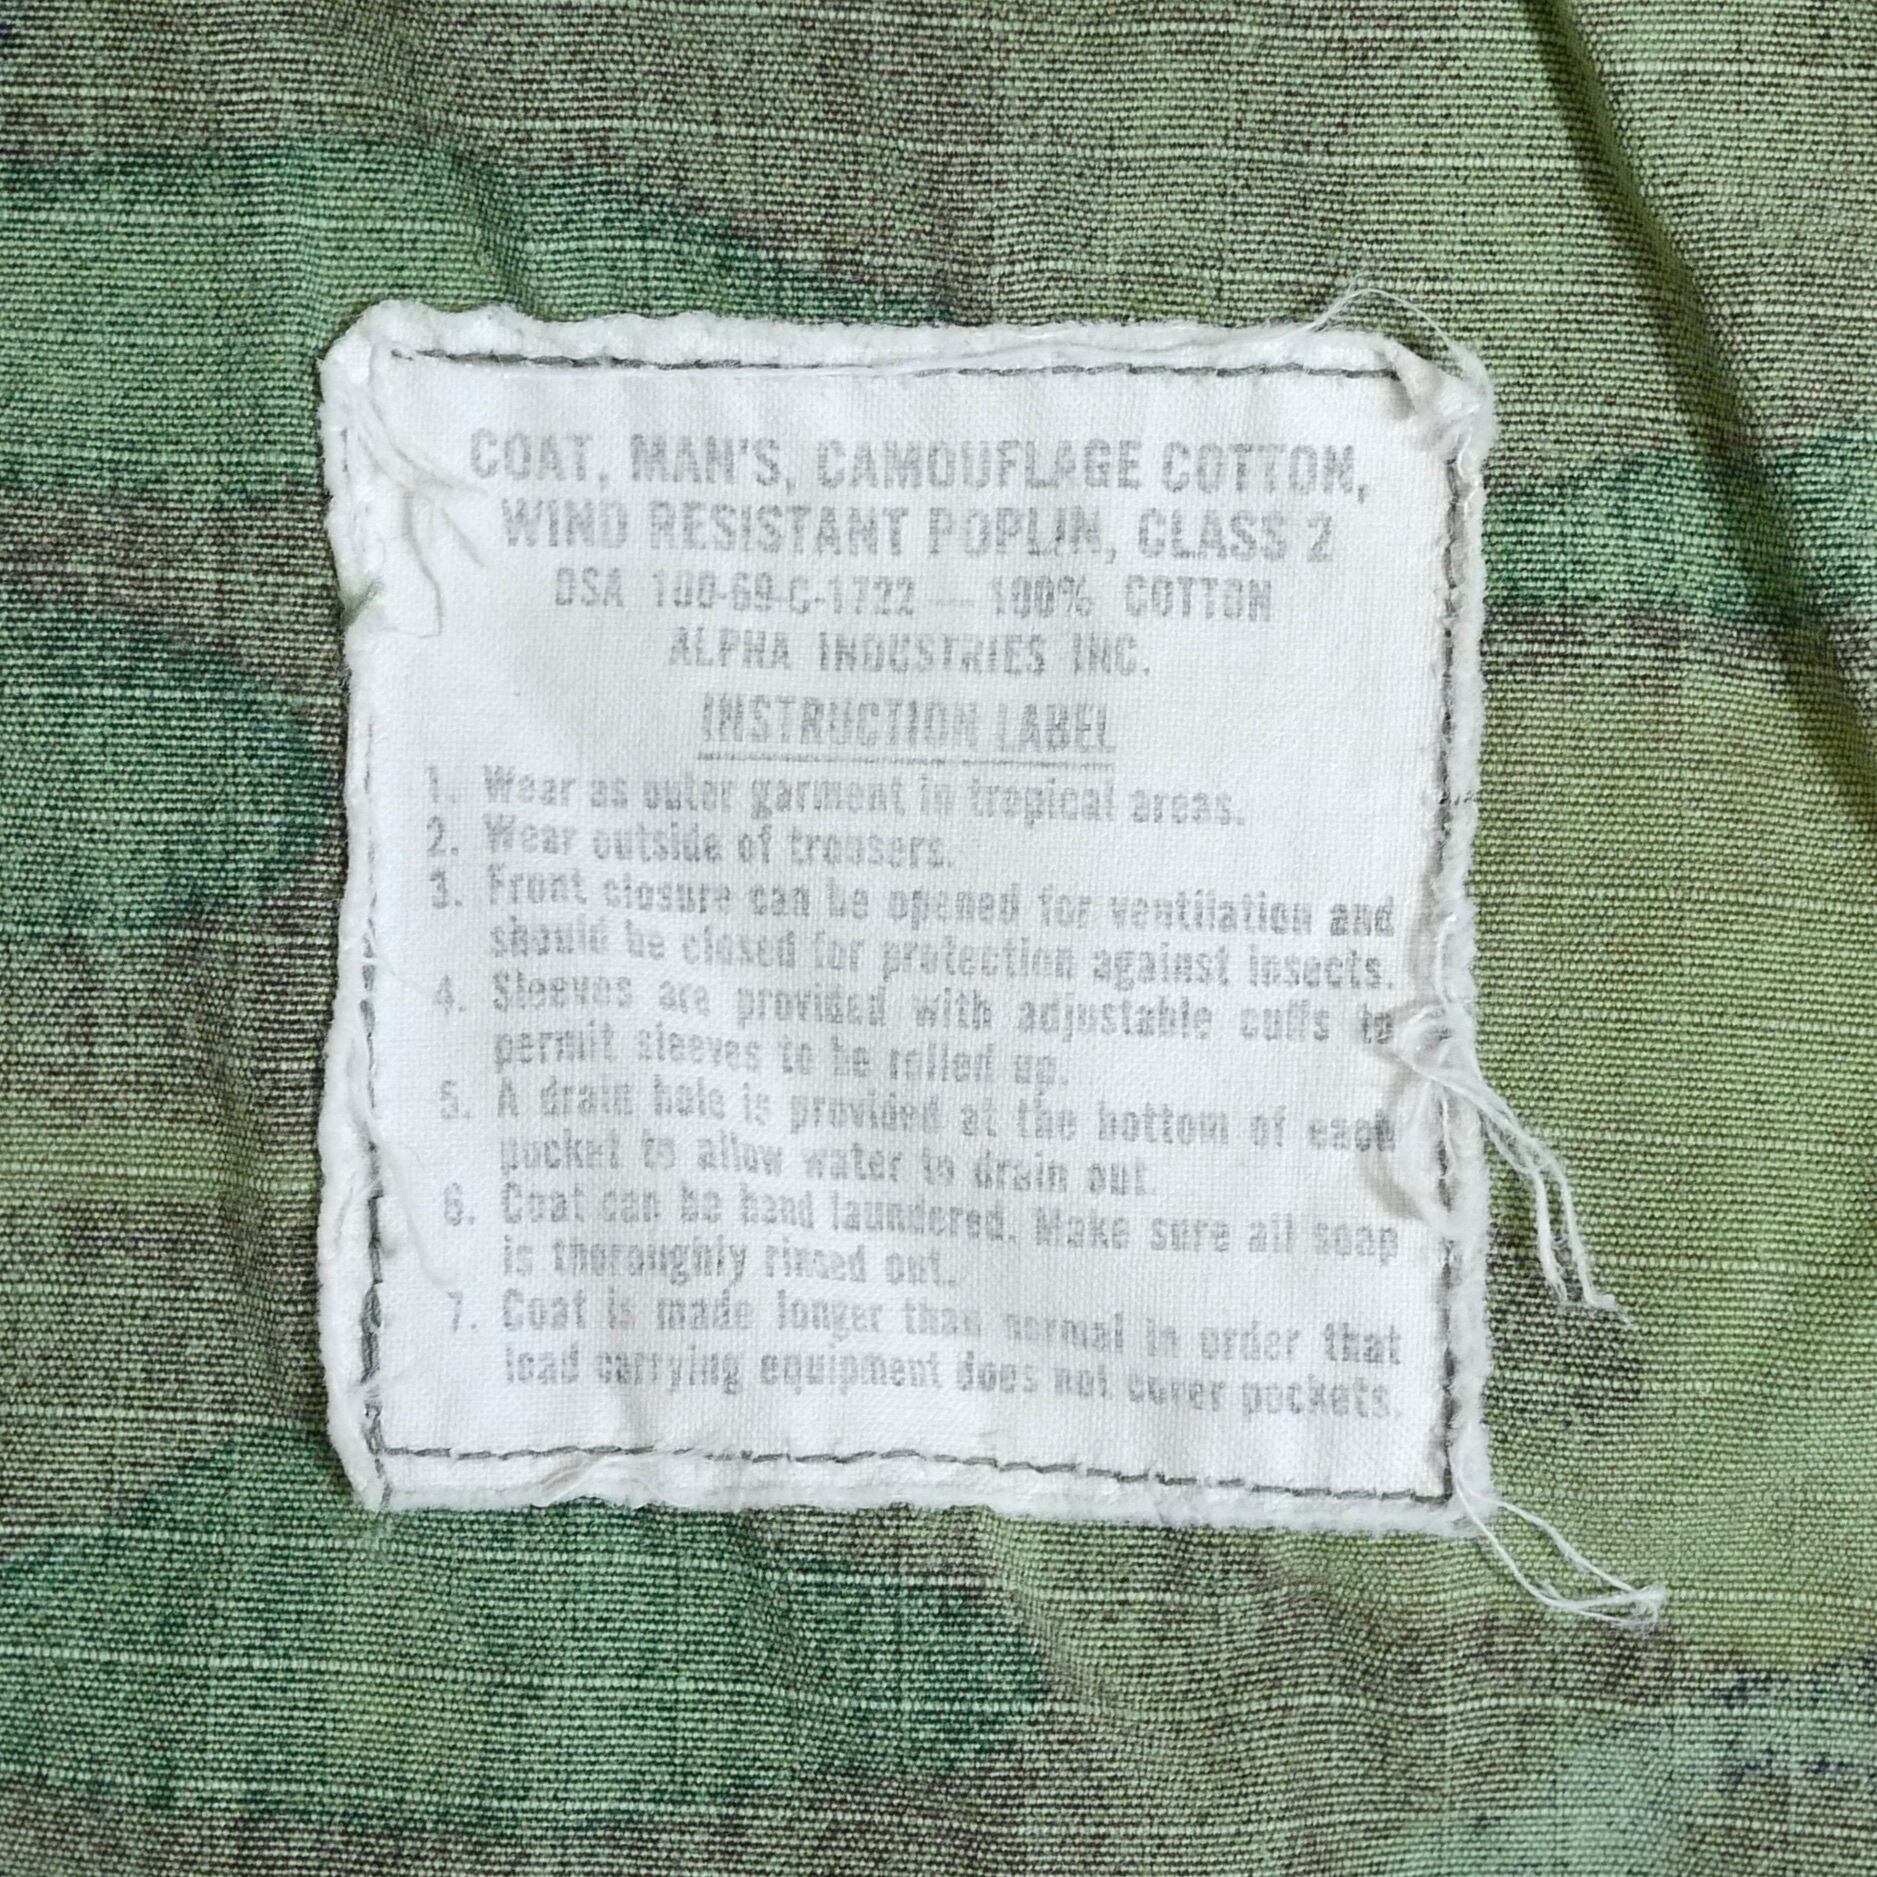 COAT, MAN'S, CAMOUFLAGE COTTON,
WIND RESISTANT POPLIN, CLASS 2
DSA 100-69-C-1722 — 100% COTTON
ALPHA INDUSTRIES INC.
INSTRUCTION LABEL
1. Wear as outer garment in tropical areas.
2. Wear outside of trousers.
3. Front closure can be opened for ventilation and
should be closed for protection against insects.
4. Sleeves are provided with adjustable cuffs to
permit sleeves to be rolled up.
5. A drain hole is provided at the bottom of each
pocket to allow water to drain out.
6. Coat can be hand laundered. Make sure all soap
is thoroughly rinsed out.
7. Coat is made longer than normal in order that
load carrying equipment does not cover pockets.